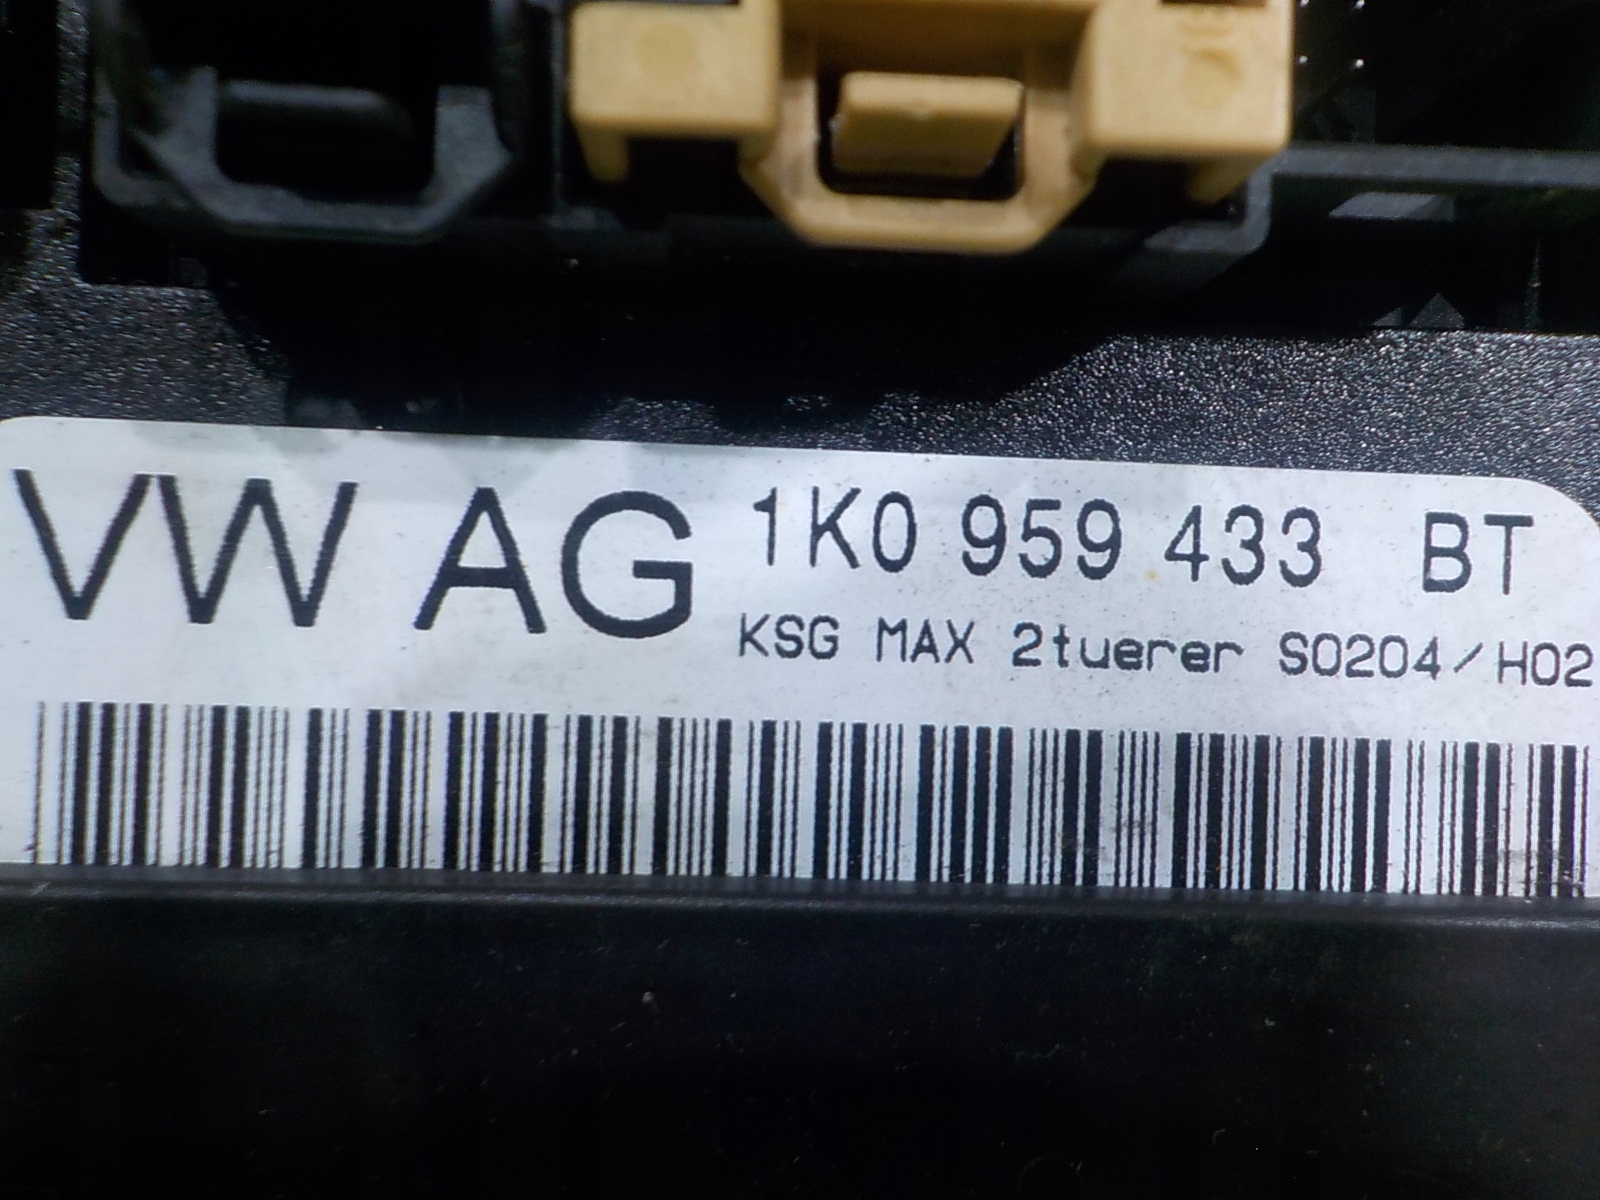 VW AG 1K0 959 433 BT
KSG MAX 2tuerer S0204/H02